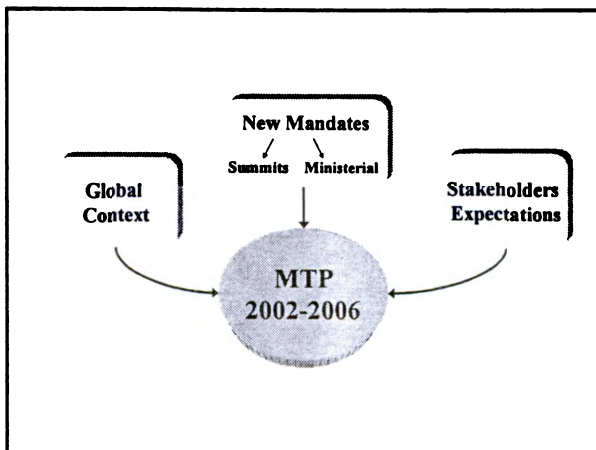 New Mandates
Summits Ministerial
Global
Context
Stakeholders
Expectations
MTP
2002-2006